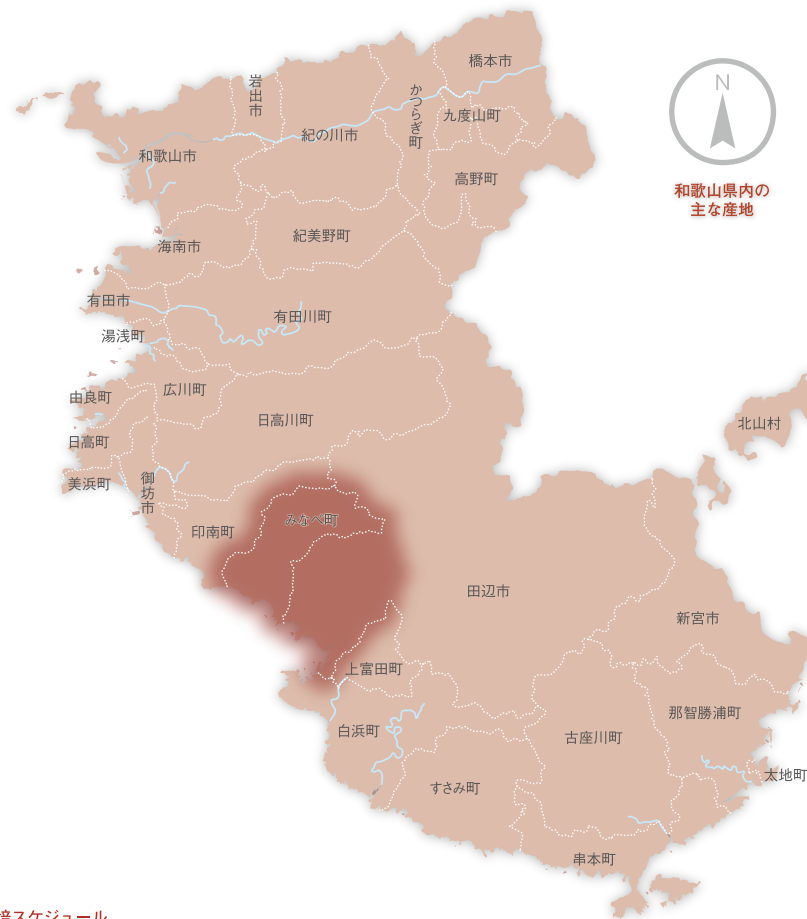 橋本市
岩出市
かつらぎ町
九度山町
紀の川市
和歌山市
高野町
N
和歌山県内の
主な産地
海南市
紀美野町
有田市
有田川町
湯浅町
広川町
由良町
日高川町
北山村
日高町
美浜町
御坊市
みなべ町
印南町
田辺市
新宮市
上富田町
那智勝浦町
白浜町
古座川町
太地町
すさみ町
串本町
スケジュール